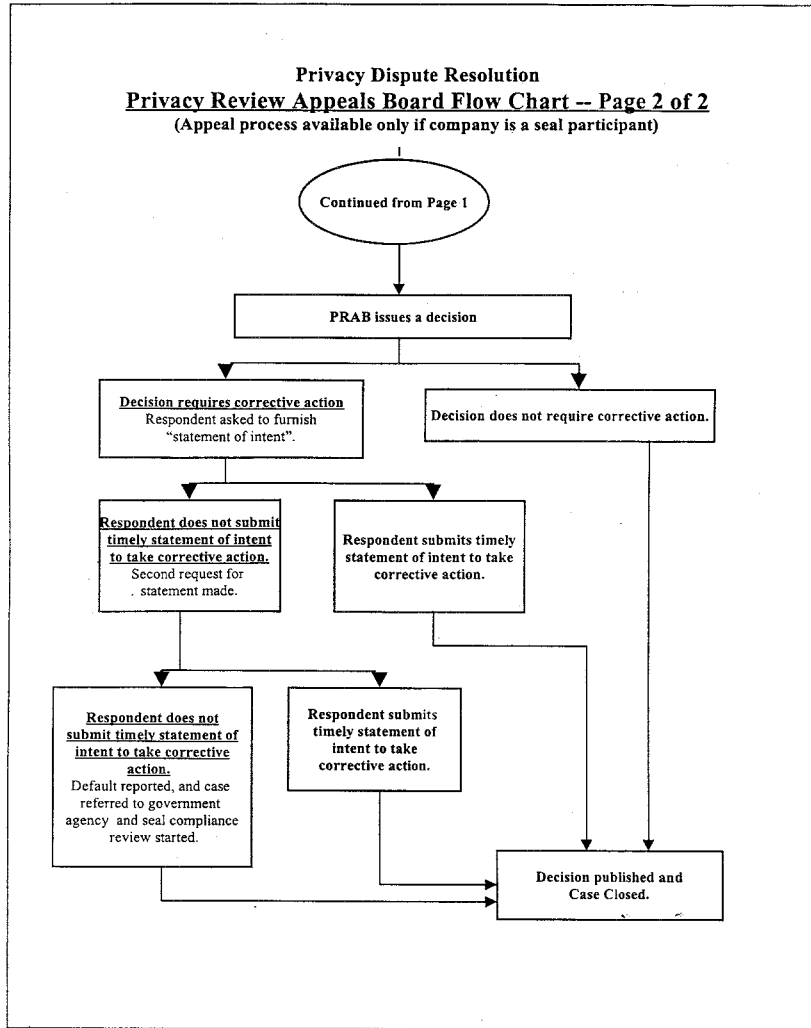 Privacy Dispute Resolution
Privacy Review Appeals Board Flow Chart -- Page 2 of 2
(Appeal process available only if company is a seal participant)
Continued from Page 1
PRAB issues a decision
Decision requires corrective action
Respondent asked to furnish
“statement of intent”.
Decision does not require corrective action.
Respondent does not submit
timely statement of intent
to take corrective action.
Second request for
statement made.
Respondent submits timely
statement of intent to take
corrective action.
Respondent does not
submit timely statement of
intent to take corrective
action.
Default reported, and case
referred to government
agency and seal compliance
review started.
Respondent submits
timely statement of
intent to take
corrective action.
Decision published and
Case Closed.